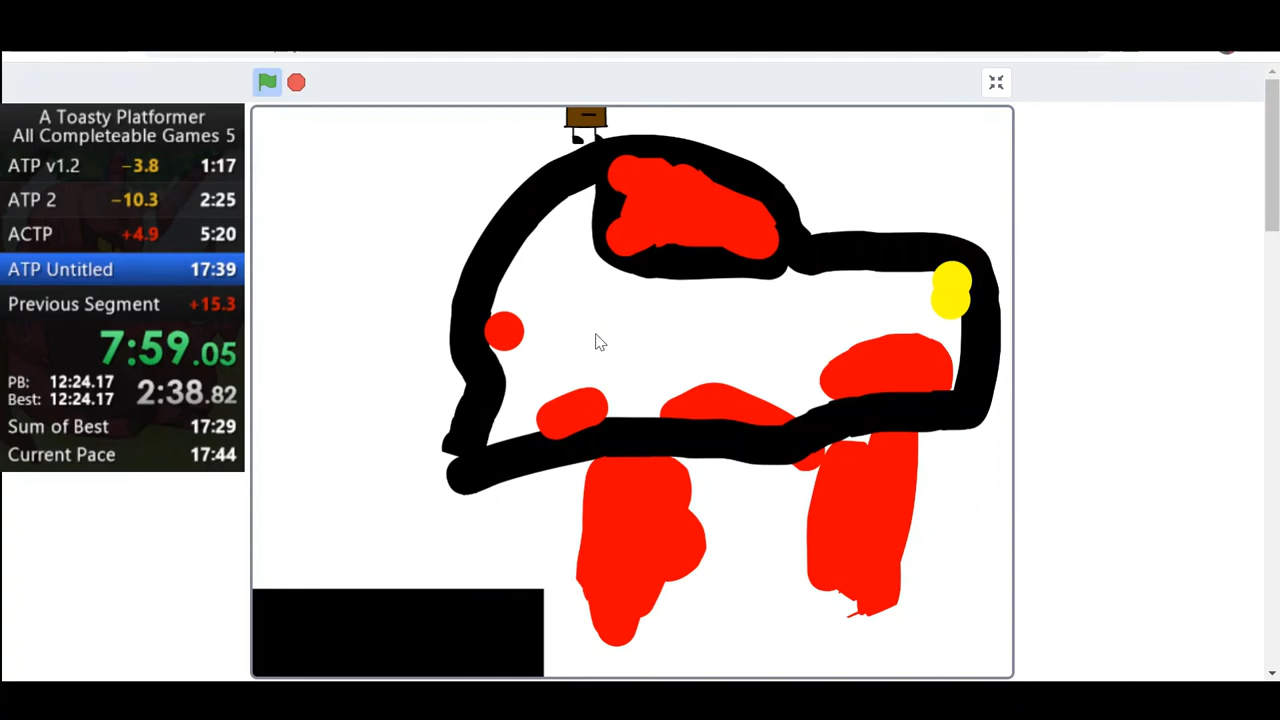 A Toasty Platformer
All Completeable Games 5
ATP v1.2 −3.8 1:17
ATP 2 −10.3 2:25
ACTP +4.9 5:20
ATP Untitled 17:39
Previous Segment +15.3
7:59.05
PB: 12:24.17
Best: 12:24.17
2:38.82
Sum of Best 17:29
Current Pace 17:44